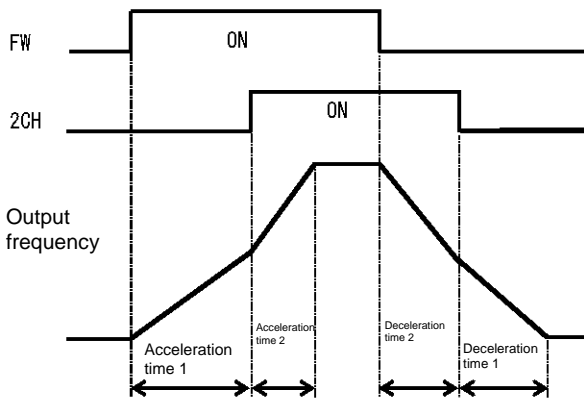 FW
ON
2CH
ON
Output
frequency
Acceleration
time 1
Acceleration
time 2
Deceleration
time 2
Deceleration
time 1